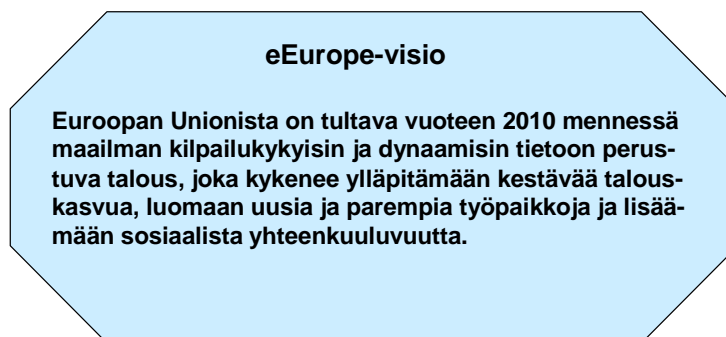 eEurope-visio
Euroopan Unionista on tultava vuoteen 2010 mennessä
maailman kilpailukykyisin ja dynaamisin tietoon perus-
tuva talous, joka kykenee ylläpitämään kestävää talous-
kasvua, luomaan uusia ja parempia työpaikkoja ja lisää-
mään sosiaalista yhteenkuuluvuutta.